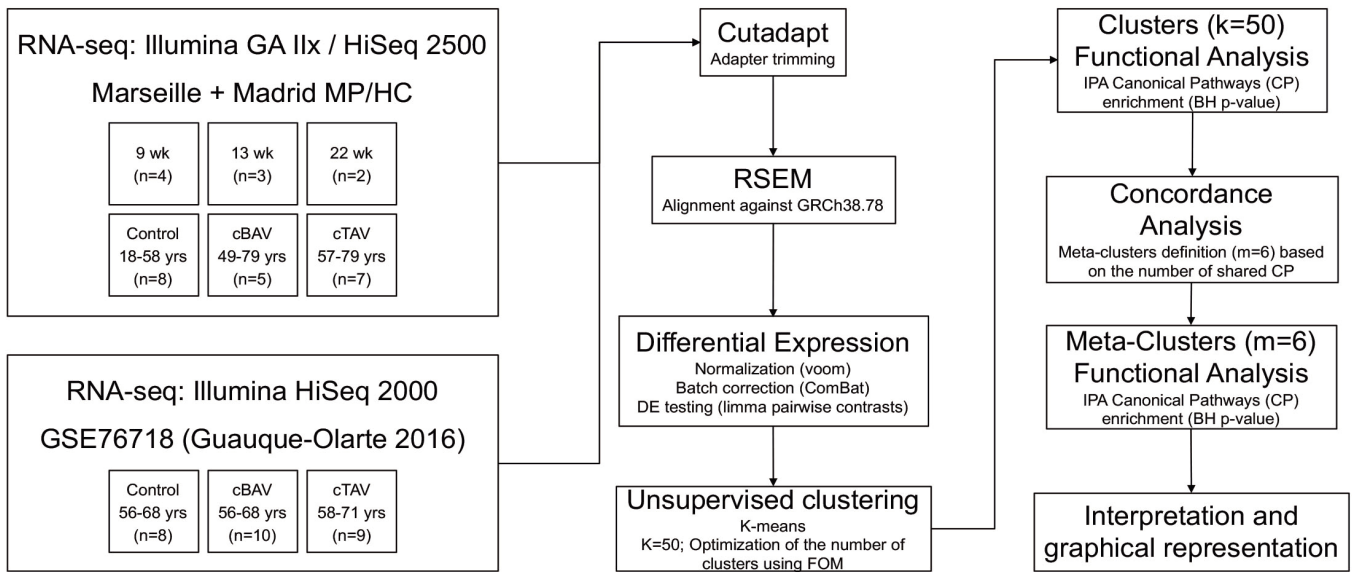 RNA-seq: Illumina GA IIx / HiSeq 2500
Marseille + Madrid MP/HC
9 wk
(n=4)
13 wk
(n=3)
22 wk
(n=2)
Control
18-58 yrs
(n=8)
cBAV
49-79 yrs
(n=5)
cTAV
57-79 yrs
(n=7)
RNA-seq: Illumina HiSeq 2000
GSE76718 (Guauque-Olarte 2016)
Control
56-68 yrs
(n=8)
cBAV
56-68 yrs
(n=10)
cTAV
58-71 yrs
(n=9)
Cutadapt
Adapter trimming
RSEM
Alignment against GRCh38.78
Differential Expression
Normalization (voom)
Batch correction (ComBat)
DE testing (limma pairwise contrasts)
Unsupervised clustering
K-means
K=50; Optimization of the number of
clusters using FOM
Clusters (k=50)
Functional Analysis
IPA Canonical Pathways (CP)
enrichment (BH p-value)
Concordance
Analysis
Meta-clusters definition (m=6) based
on the number of shared CP
Meta-Clusters (m=6)
Functional Analysis
IPA Canonical Pathways (CP)
enrichment (BH p-value)
Interpretation and
graphical representation